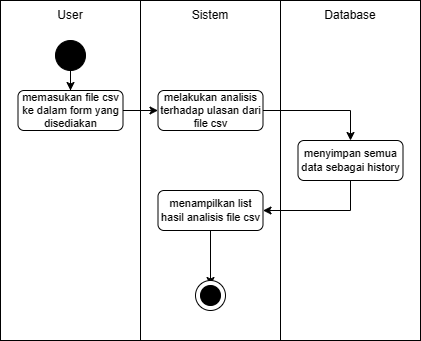 User
Sistem
Database
memasukan file csv
ke dalam form yang
disediakan
melakukan analisis
terhadap ulasan dari
file csv
menyimpan semua
data sebagai history
menampilkan list
hasil analisis file csv